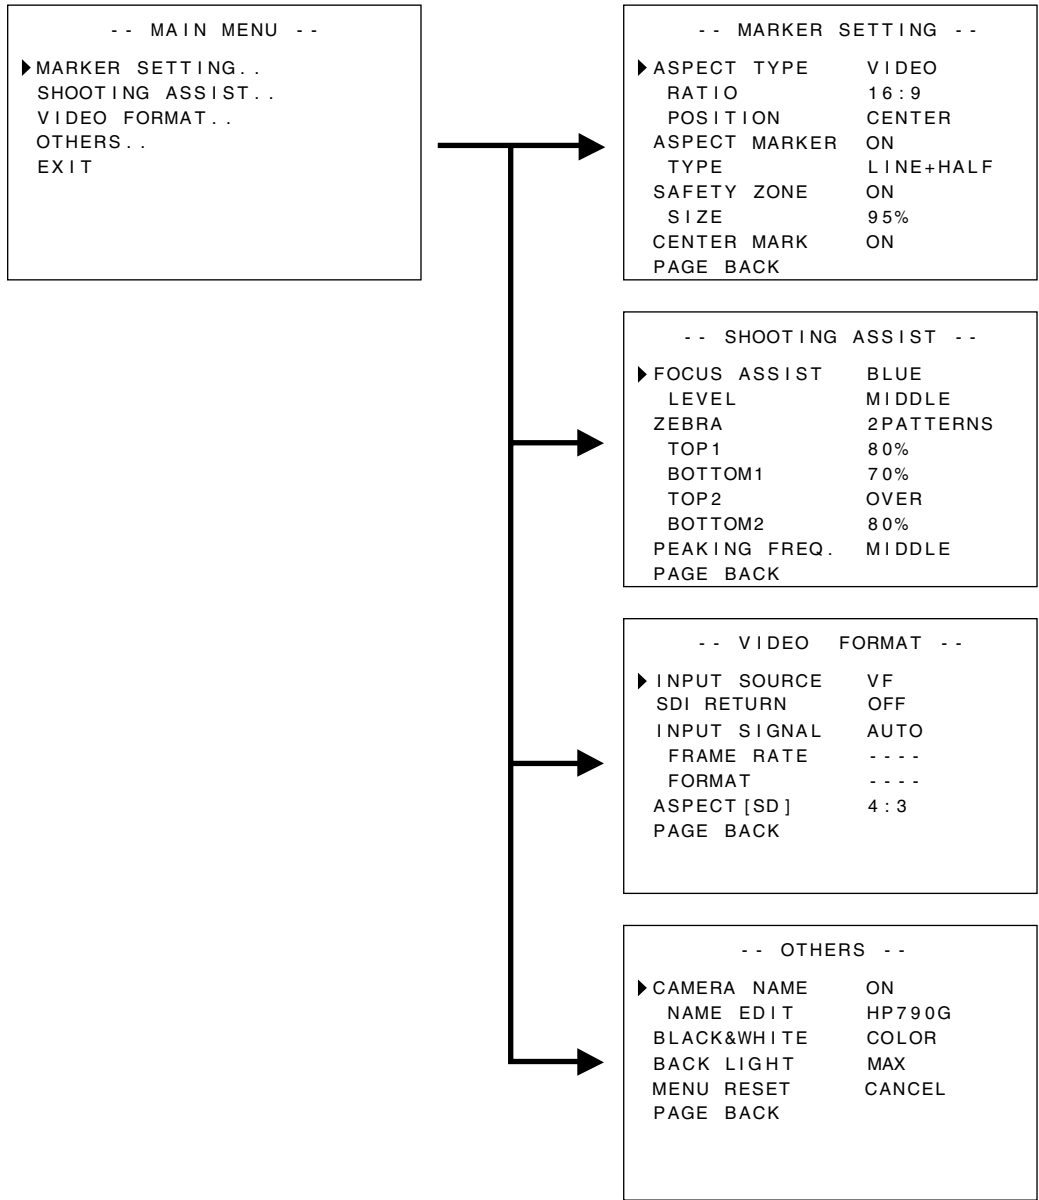 -- MAIN MENU --
MARKER SETTING..
SHOOTING ASSIST..
VIDEO FORMAT..
OTHERS..
EXIT
-- MARKER SETTING --
ASPECT TYPE VIDEO
RATIO 16:9
POSITION CENTER
ASPECT MARKER ON
TYPE LINE+HALF
SAFETY ZONE ON
SIZE 95%
CENTER MARK ON
PAGE BACK
-- SHOOTING ASSIST --
FOCUS ASSIST BLUE
LEVEL MIDDLE
ZEBRA 2PATTERNS
TOP1 80%
BOTTOM1 70%
TOP2 OVER
BOTTOM2 80%
PEAKING FREQ. MIDDLE
PAGE BACK
-- VIDEO FORMAT --
INPUT SOURCE VF
SDI RETURN OFF
INPUT SIGNAL AUTO
FRAME RATE ----
FORMAT ----
ASPECT[SD] 4:3
PAGE BACK
-- OTHERS --
CAMERA NAME ON
NAME EDIT HP790G
BLACK&WHITE COLOR
BACK LIGHT MAX
MENU RESET CANCEL
PAGE BACK